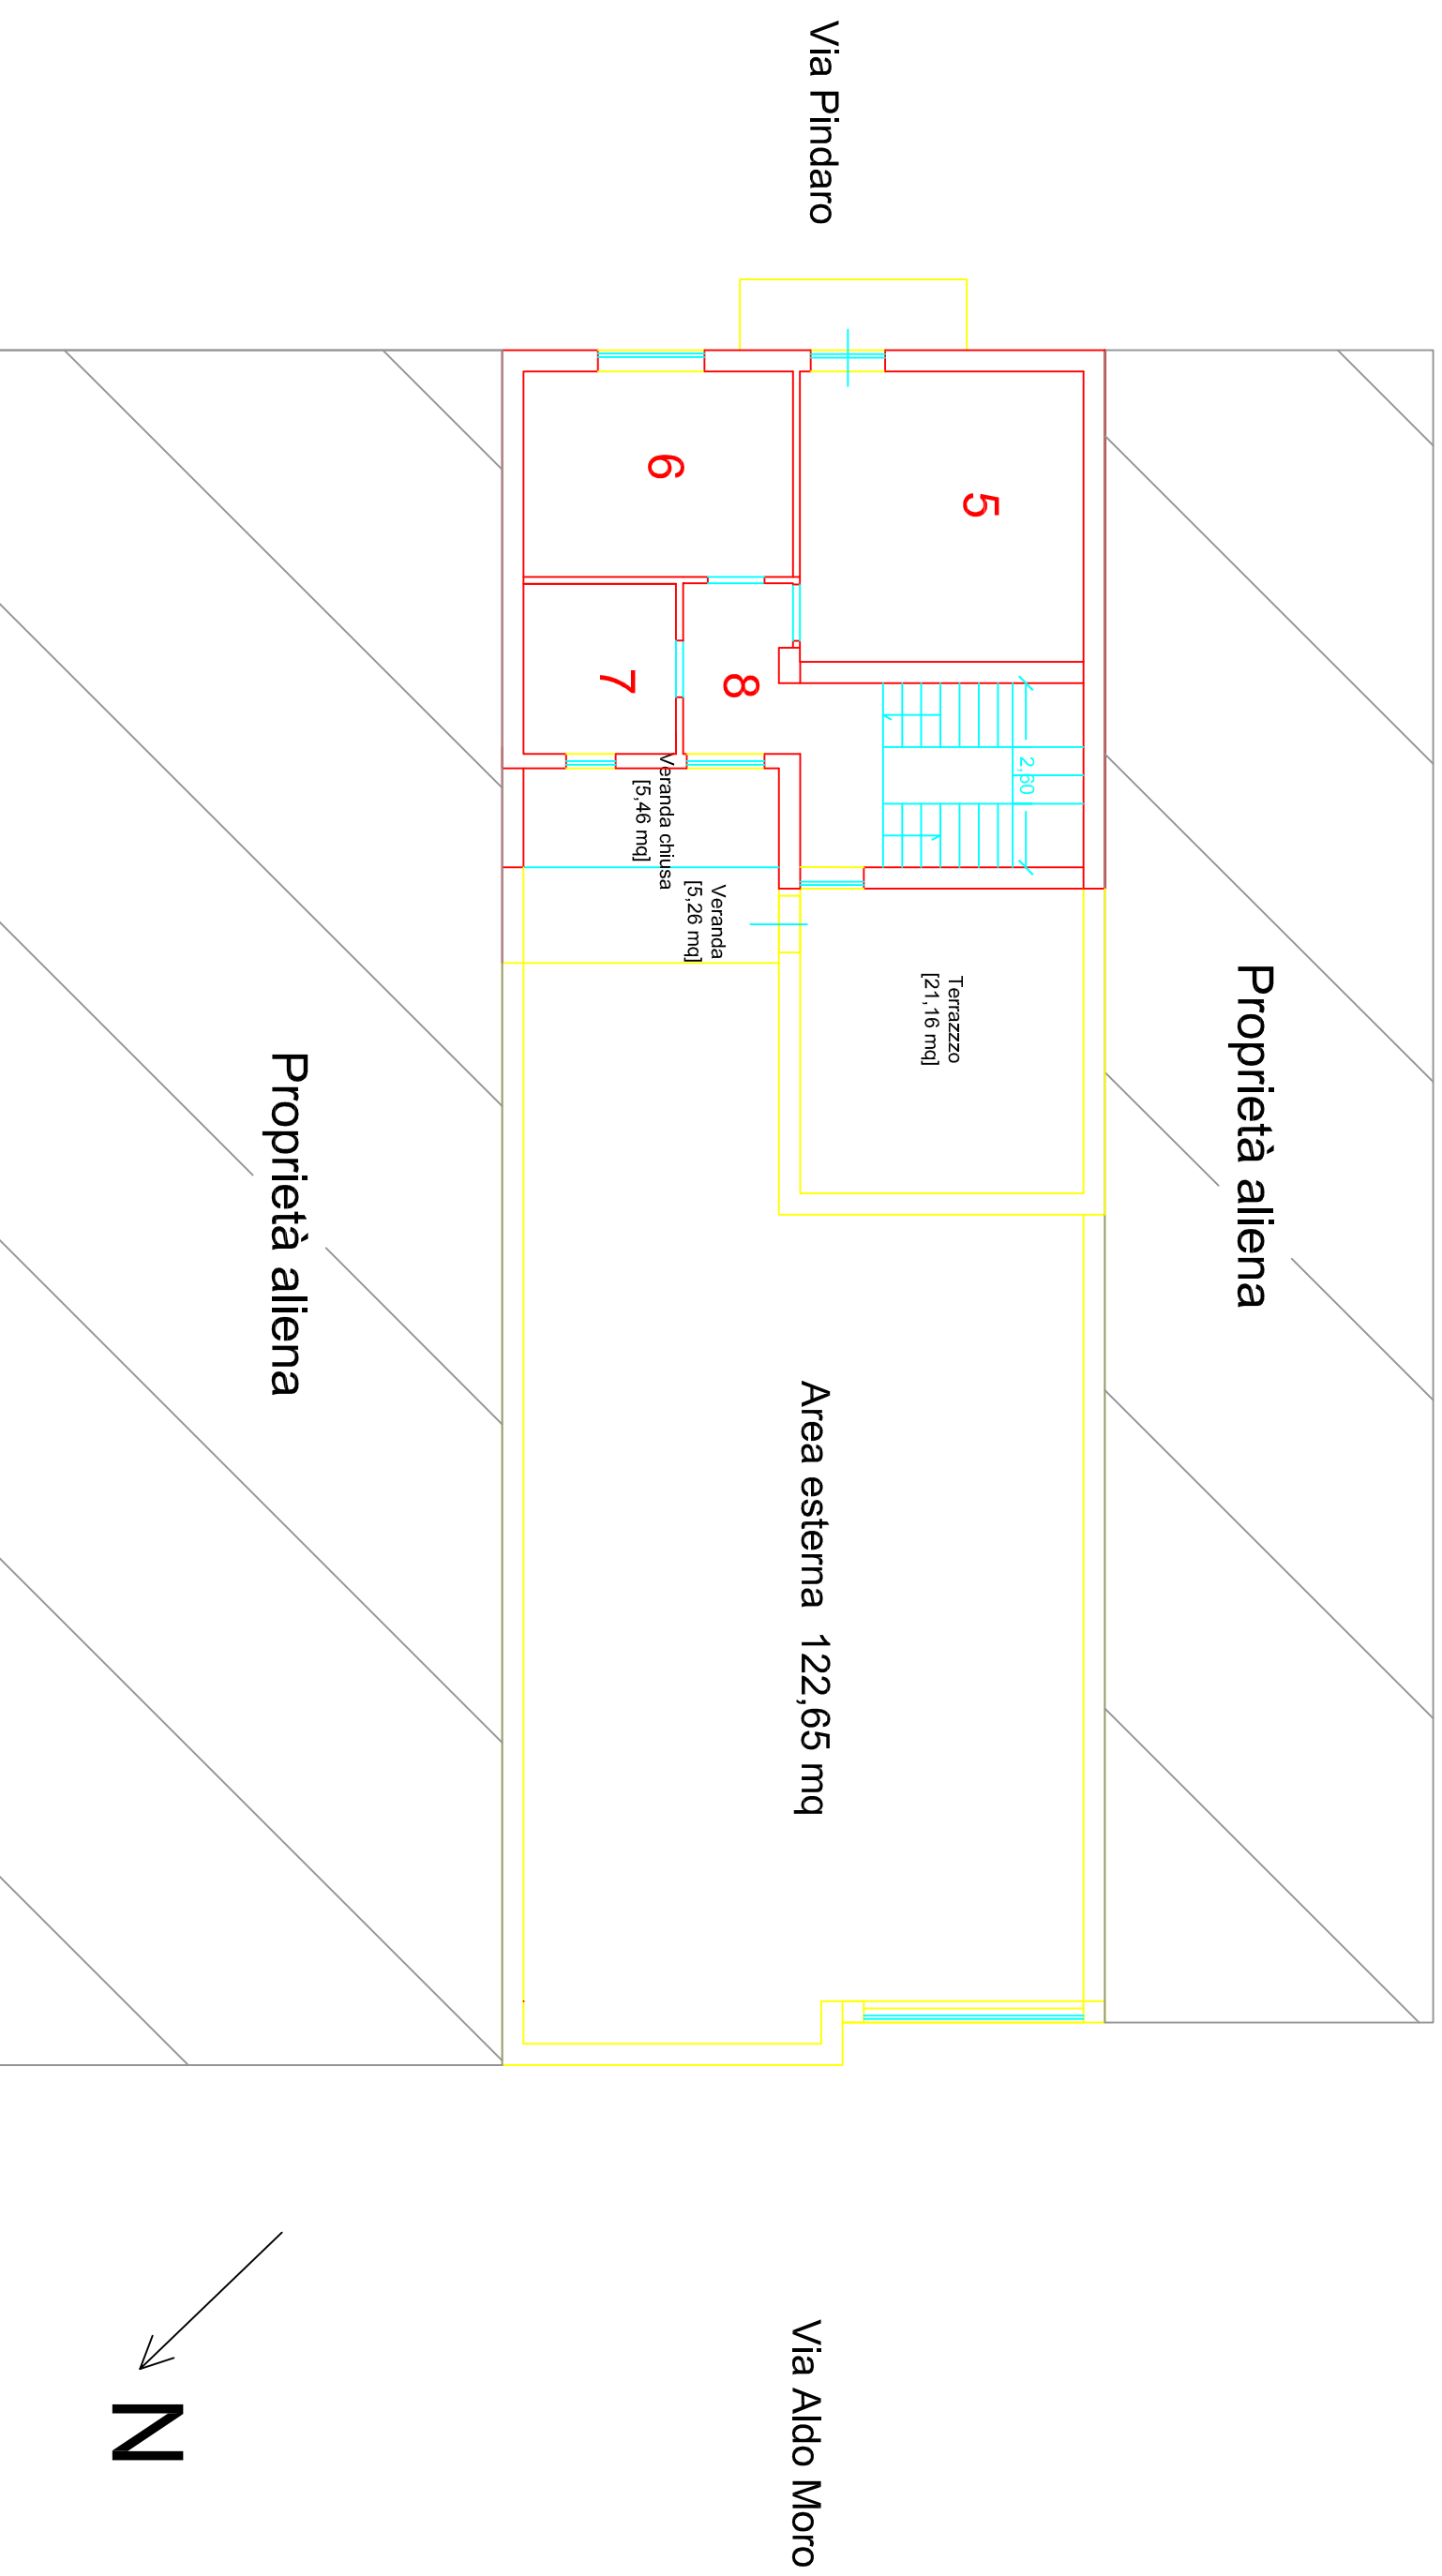 Via Pindaro
5
6
7
8
2,60
Veranda chiusa
[5,46 mq]
Veranda
[5,26 mq]
Terrazzzo
[21,16 mq]
Proprietà aliena
Proprietà aliena
Area esterna 122,65 mq
Via Aldo Moro
N